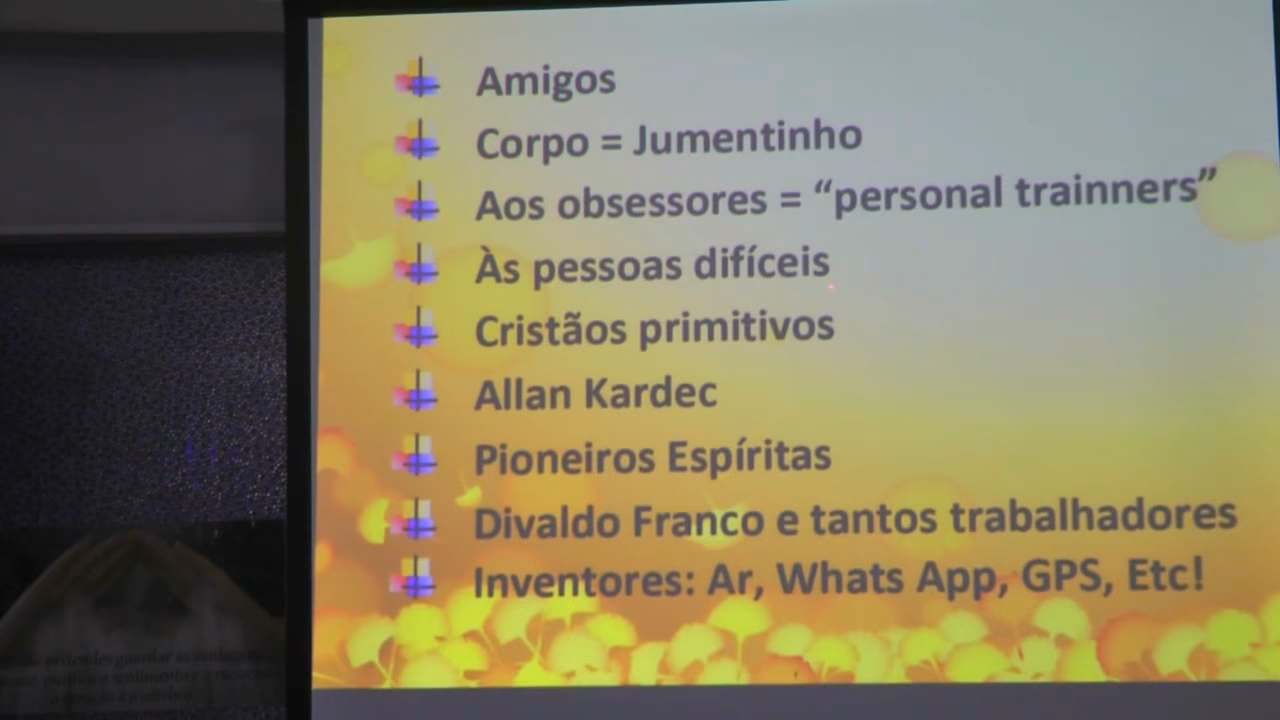 Amigos
Corpo = Jumentinho
Aos obsessores = “personal trainners”
Às pessoas difíceis
Cristãos primitivos
Allan Kardec
Pioneiros Espíritas
Divaldo Franco e tantos trabalhadores
Inventores: Ar, Whats App, GPS, Etc!